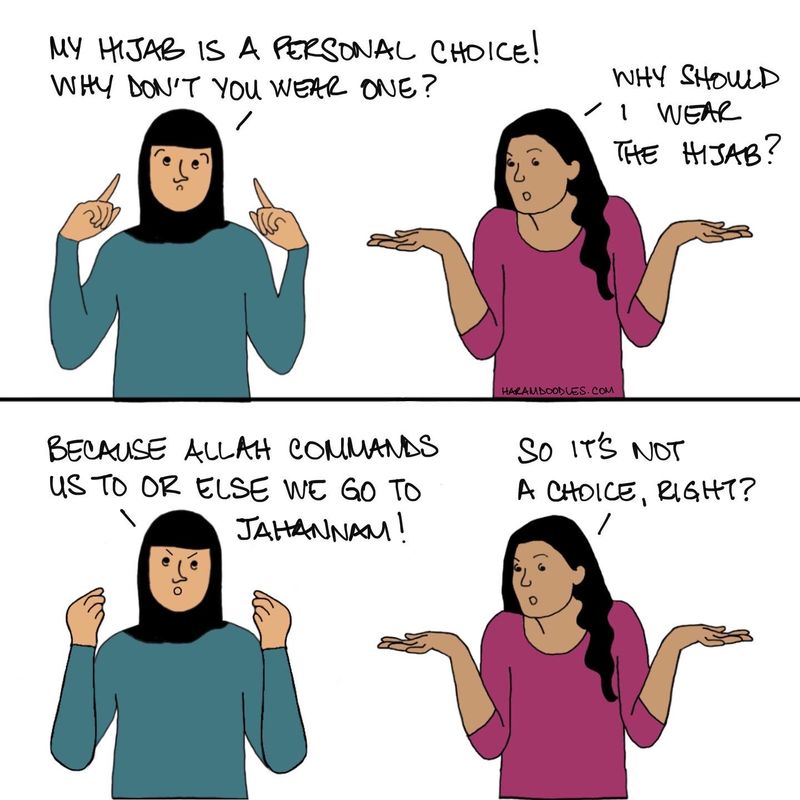 MY HIJAB IS A PERSONAL CHOICE!
WHY DON'T YOU WEAR ONE?
WHY SHOULD
I WEAR
THE HIJAB?
HARAMDOODLES.COM
BECAUSE ALLAH COMMANDS
US TO OR ELSE WE GO TO
JAHANNAM!
SO IT'S NOT
A CHOICE, RIGHT?